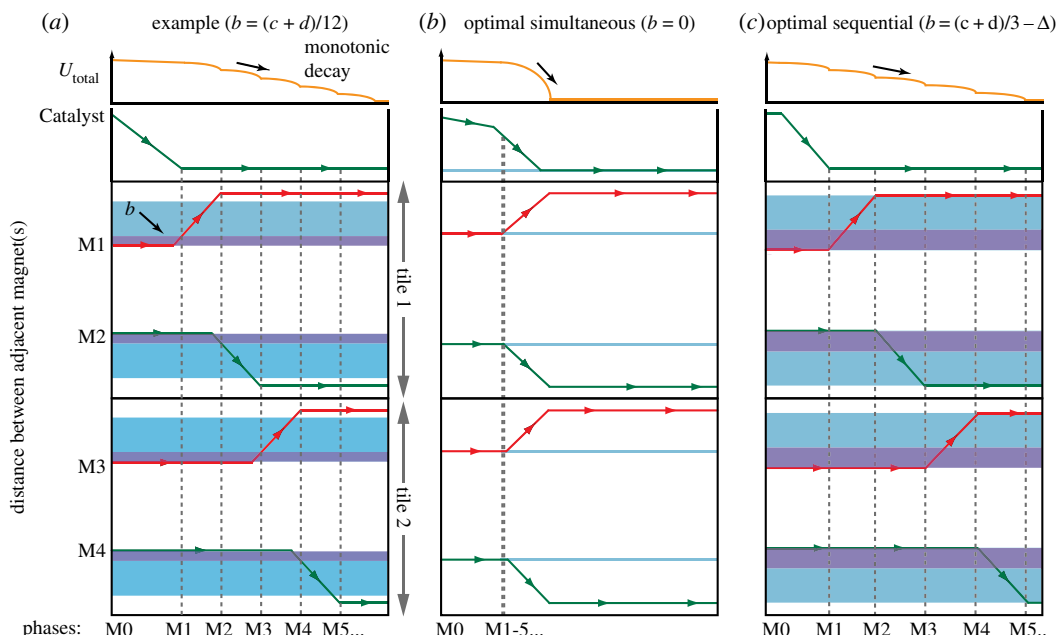 (a) example (b = (c + d)/12)
(b) optimal simultaneous (b = 0)
(c) optimal sequential (b = (c + d)/3 – Δ)
monotonic
decay
U_total
Catalyst
b
M1
M2
M3
M4
tile 1
tile 2
distance between adjacent magnet(s)
phases: M0 M1 M2 M3 M4 M5...
M0 M1-5...
M0 M1 M2 M3 M4 M5..